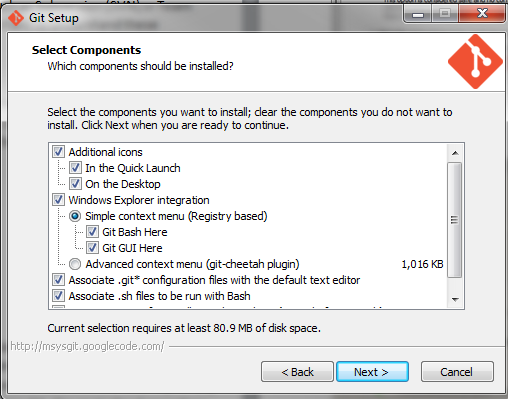 Git Setup
Select Components
Which components should be installed?
Select the components you want to install; clear the components you do not want to
install. Click Next when you are ready to continue.
Additional icons
In the Quick Launch
On the Desktop
Windows Explorer integration
Simple context menu (Registry based)
Git Bash Here
Git GUI Here
Advanced context menu (git-cheetah plugin) 1,016 KB
Associate .git* configuration files with the default text editor
Associate .sh files to be run with Bash
Current selection requires at least 80.9 MB of disk space.
http://msysgit.googlecode.com/
< Back Next > Cancel